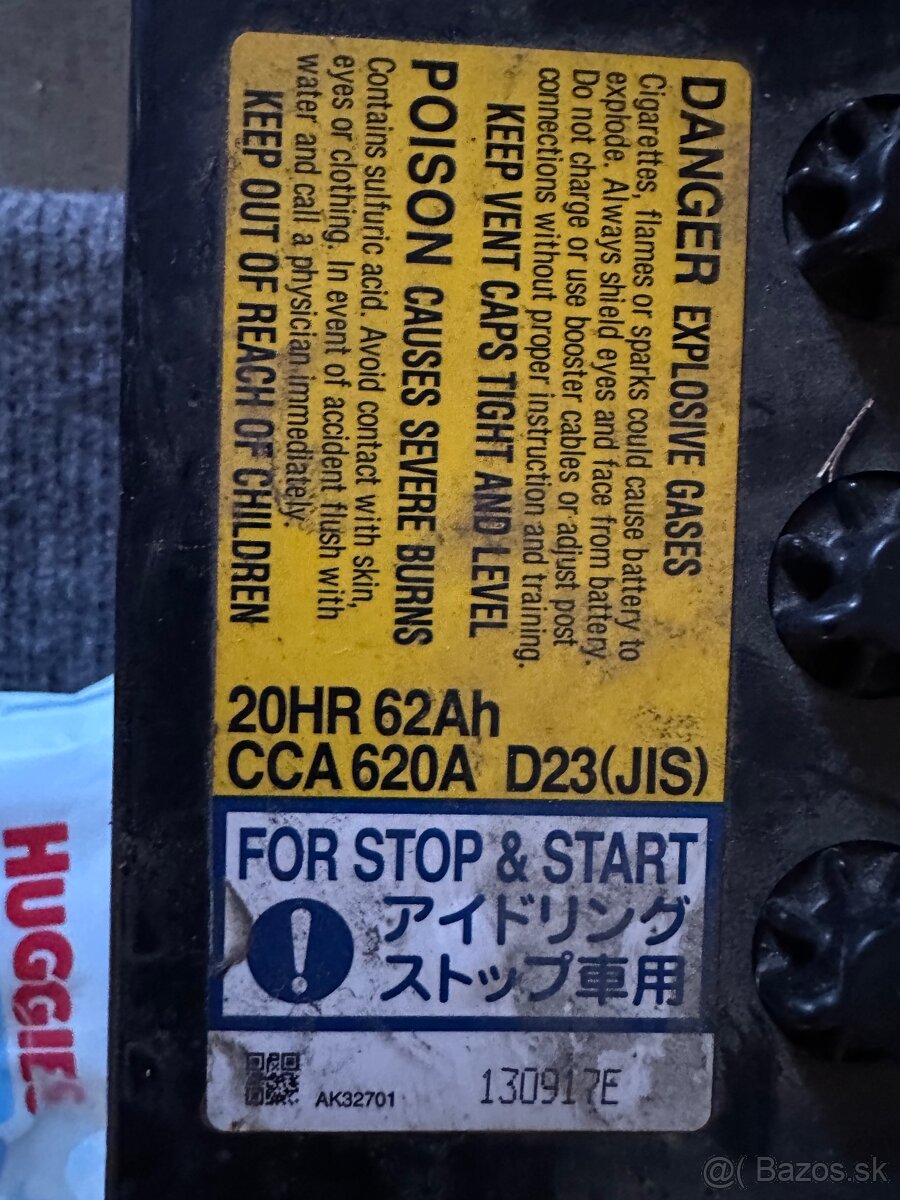 DANGER EXPLOSIVE GASES
Cigarettes, flames or sparks could cause battery to
explode. Always shield eyes and face from battery.
Do not charge or use booster cables or adjust post
connections without proper instruction and training.
KEEP VENT CAPS TIGHT AND LEVEL
POISON CAUSES SEVERE BURNS
Contains sulfuric acid. Avoid contact with skin,
eyes or clothing. In event of accident flush with
water and call a physician immediately.
KEEP OUT OF REACH OF CHILDREN
20HR 62Ah
CCA 620A D23(JIS)
FOR STOP & START
アイドリング
ストップ車用
AK32701 130917E
HUGGIES
@( Bazos.sk